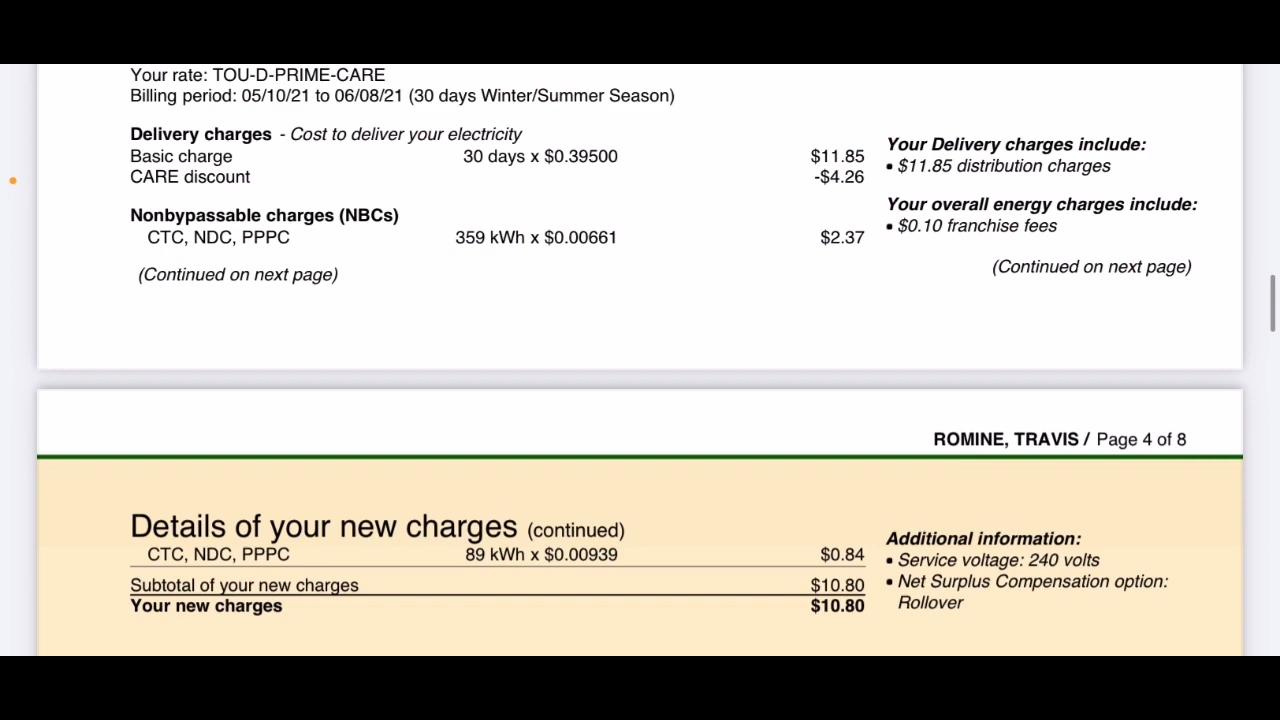 Your rate: TOU-D-PRIME-CARE
Billing period: 05/10/21 to 06/08/21 (30 days Winter/Summer Season)
Delivery charges - Cost to deliver your electricity
Basic charge 30 days x $0.39500 $11.85
CARE discount -$4.26
Nonbypassable charges (NBCs)
CTC, NDC, PPPC 359 kWh x $0.00661 $2.37
(Continued on next page)
Your Delivery charges include:
• $11.85 distribution charges
Your overall energy charges include:
• $0.10 franchise fees
(Continued on next page)
ROMINE, TRAVIS / Page 4 of 8
Details of your new charges (continued)
CTC, NDC, PPPC 89 kWh x $0.00939 $0.84
Subtotal of your new charges $10.80
Your new charges $10.80
Additional information:
• Service voltage: 240 volts
• Net Surplus Compensation option:
Rollover